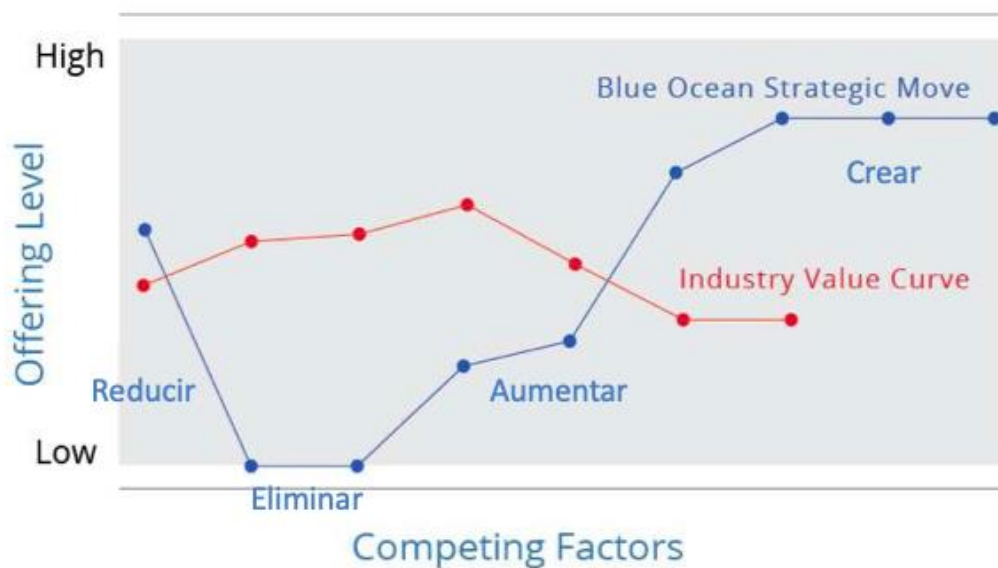 High
Blue Ocean Strategic Move
Crear
Offering Level
Industry Value Curve
Reducir
Aumentar
Low
Eliminar
Competing Factors